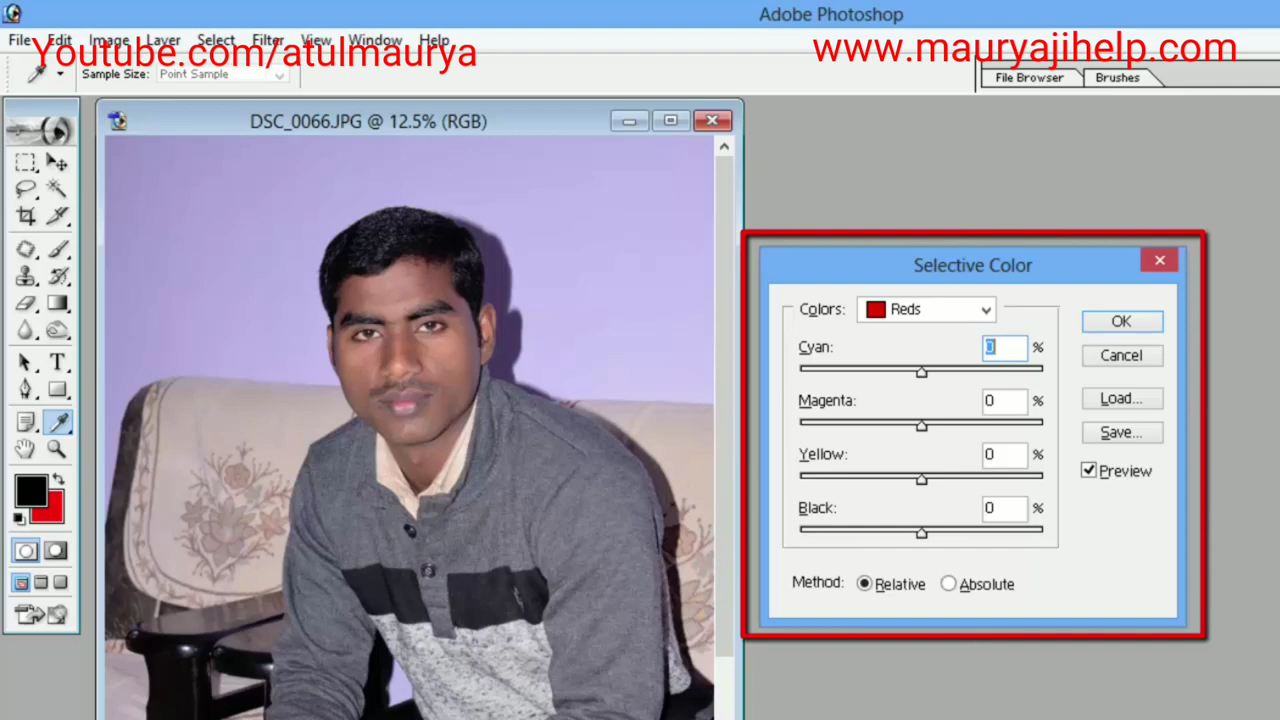 Adobe Photoshop
File Edit Image Layer Select Filter View Window Help
Youtube.com/atulmaurya
www.mauryajihelp.com
Sample Size: Point Sample
File Browser Brushes
DSC_0066.JPG @ 12.5% (RGB)
Selective Color
Colors: Reds
OK
Cyan: 0 %
Cancel
Magenta: 0 %
Load...
Save...
Yellow: 0 %
Preview
Black: 0 %
Method: Relative Absolute
T